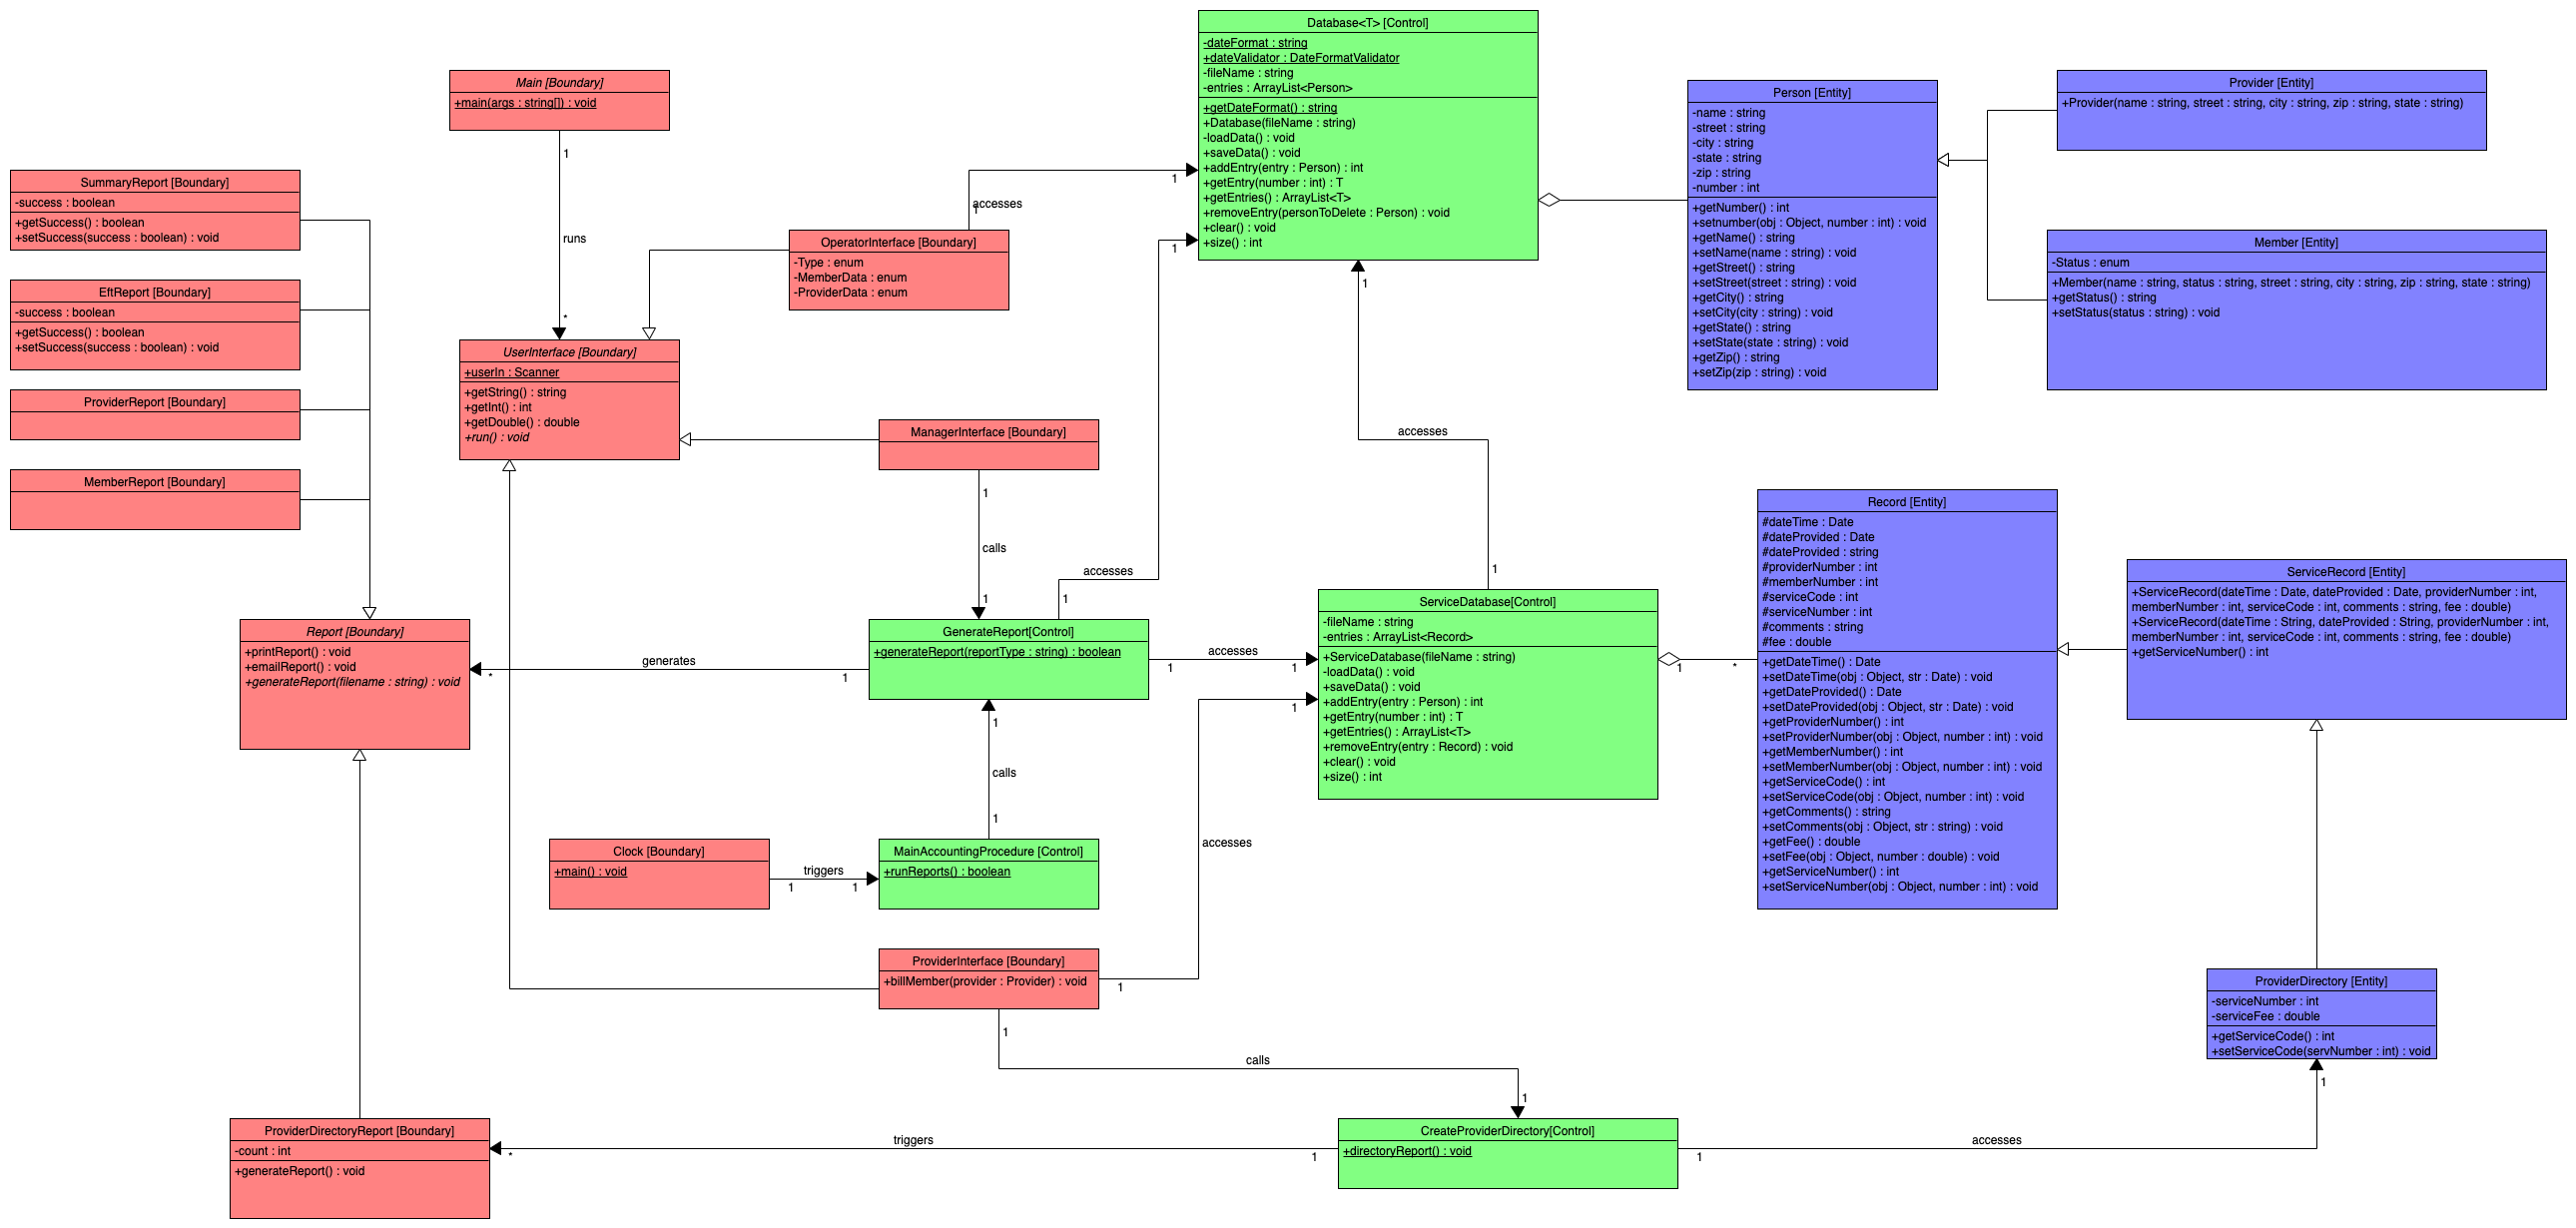 Database<T> [Control]
-dateFormat : string
+dateValidator : DateFormatValidator
-fileName : string
-entries : ArrayList<Person>
+getDateFormat() : string
+Database(fileName : string)
-loadData() : void
+saveData() : void
+addEntry(entry : Person) : int
+getEntry(number : int) : T
+getEntries() : ArrayList<T>
+removeEntry(personToDelete : Person) : void
+clear() : void
+size() : int
Main [Boundary]
+main(args : string[]) : void
1
runs
*
Person [Entity]
-name : string
-street : string
-city : string
-state : string
-zip : string
-number : int
+getNumber() : int
+setnumber(obj : Object, number : int) : void
+getName() : string
+setName(name : string) : void
+getStreet() : string
+setStreet(street : string) : void
+getCity() : string
+setCity(city : string) : void
+getState() : string
+setState(state : string) : void
+getZip() : string
+setZip(zip : string) : void
Provider [Entity]
+Provider(name : string, street : string, city : string, zip : string, state : string)
Member [Entity]
-Status : enum
+Member(name : string, status : string, street : string, city : string, zip : string, state : string)
+getStatus() : string
+setStatus(status : string) : void
SummaryReport [Boundary]
-success : boolean
+getSuccess() : boolean
+setSuccess(success : boolean) : void
EftReport [Boundary]
-success : boolean
+getSuccess() : boolean
+setSuccess(success : boolean) : void
ProviderReport [Boundary]
MemberReport [Boundary]
OperatorInterface [Boundary]
-Type : enum
-MemberData : enum
-ProviderData : enum
1
accesses
1
UserInterface [Boundary]
+userIn : Scanner
+getString() : string
+getInt() : int
+getDouble() : double
+run() : void
ManagerInterface [Boundary]
1
calls
1
1
accesses
1
1
accesses
1
Report [Boundary]
+printReport() : void
+emailReport() : void
+generateReport(filename : string) : void
*
generates
1
GenerateReport[Control]
+generateReport(reportType : string) : boolean
1
accesses
1
ServiceDatabase[Control]
-fileName : string
-entries : ArrayList<Record>
+ServiceDatabase(fileName : string)
-loadData() : void
+saveData() : void
+addEntry(entry : Person) : int
+getEntry(number : int) : T
+getEntries() : ArrayList<T>
+removeEntry(entry : Record) : void
+clear() : void
+size() : int
1
*
Record [Entity]
#dateTime : Date
#dateProvided : Date
#dateProvided : string
#providerNumber : int
#memberNumber : int
#serviceCode : int
#serviceNumber : int
#comments : string
#fee : double
+getDateTime() : Date
+setDateTime(obj : Object, str : Date) : void
+getDateProvided() : Date
+setDateProvided(obj : Object, str : Date) : void
+getProviderNumber() : int
+setProviderNumber(obj : Object, number : int) : void
+getMemberNumber() : int
+setMemberNumber(obj : Object, number : int) : void
+getServiceCode() : int
+setServiceCode(obj : Object, number : int) : void
+getComments() : string
+setComments(obj : Object, str : string) : void
+getFee() : double
+setFee(obj : Object, number : double) : void
+getServiceNumber() : int
+setServiceNumber(obj : Object, number : int) : void
ServiceRecord [Entity]
+ServiceRecord(dateTime : Date, dateProvided : Date, providerNumber : int,
memberNumber : int, serviceCode : int, comments : string, fee : double)
+ServiceRecord(dateTime : String, dateProvided : String, providerNumber : int,
memberNumber : int, serviceCode : int, comments : string, fee : double)
+getServiceNumber() : int
1
calls
1
Clock [Boundary]
+main() : void
triggers
1
1
MainAccountingProcedure [Control]
+runReports() : boolean
1
accesses
1
ProviderInterface [Boundary]
+billMember(provider : Provider) : void
1
calls
1
ProviderDirectory [Entity]
-serviceNumber : int
-serviceFee : double
+getServiceCode() : int
+setServiceCode(servNumber : int) : void
1
ProviderDirectoryReport [Boundary]
-count : int
+generateReport() : void
*
triggers
1
CreateProviderDirectory[Control]
+directoryReport() : void
1
accesses